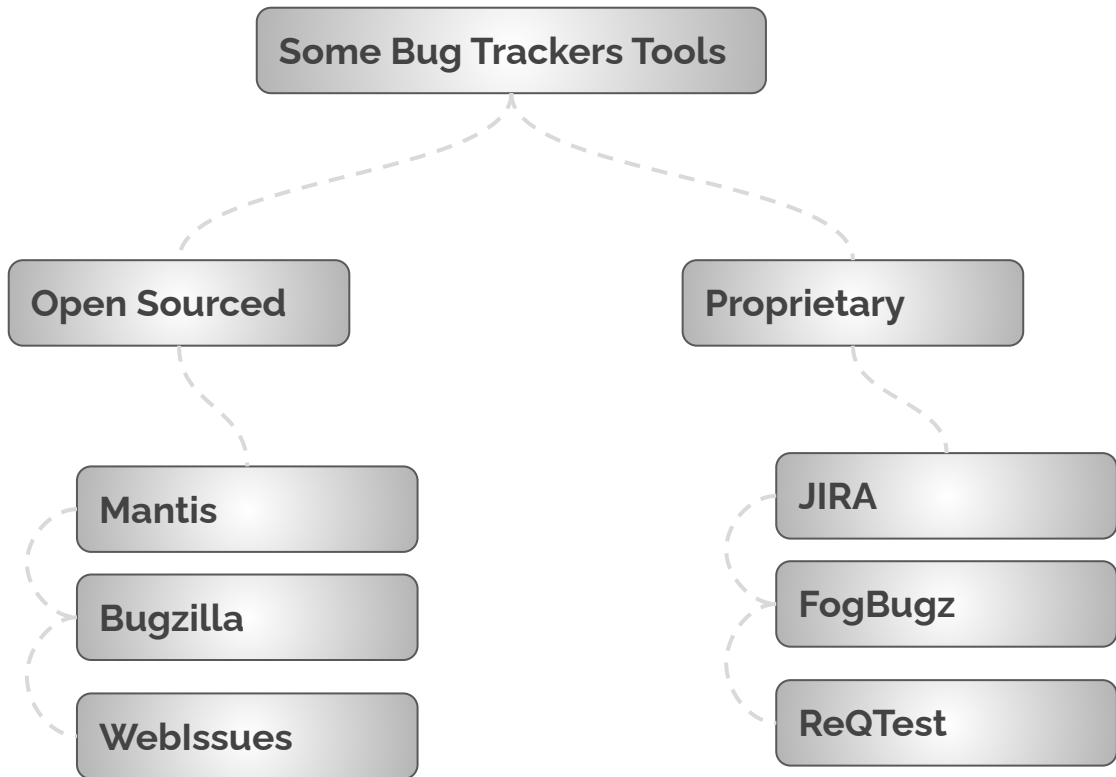 Some Bug Trackers Tools
Open Sourced
Proprietary
Mantis
Bugzilla
WebIssues
JIRA
FogBugz
ReQTest